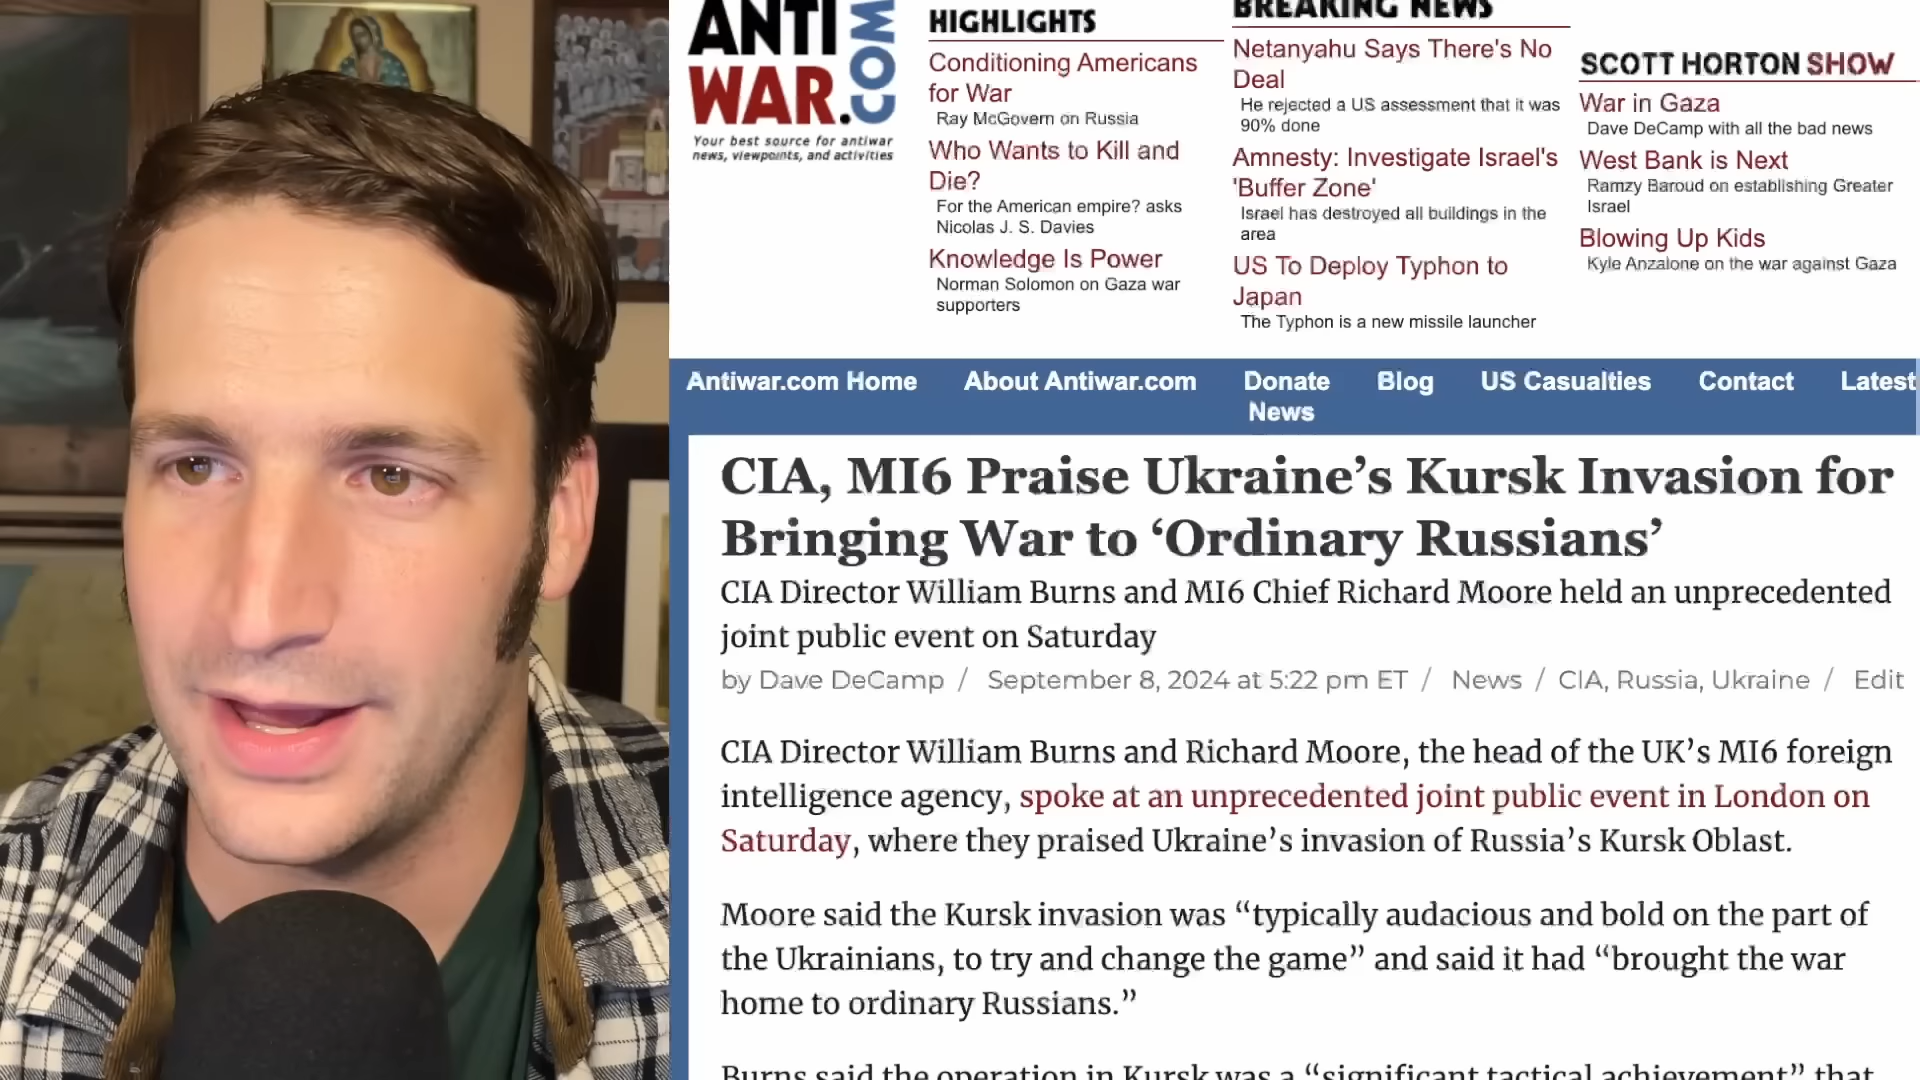 ANTI
WAR.COM
Your best source for antiwar
news, viewpoints, and activities
HIGHLIGHTS
Conditioning Americans
for War
Ray McGovern on Russia
Who Wants to Kill and
Die?
For the American empire? asks
Nicolas J. S. Davies
Knowledge Is Power
Norman Solomon on Gaza war
supporters
BREAKING NEWS
Netanyahu Says There's No
Deal
He rejected a US assessment that it was
90% done
Amnesty: Investigate Israel's
'Buffer Zone'
Israel has destroyed all buildings in the
area
US To Deploy Typhon to
Japan
The Typhon is a new missile launcher
SCOTT HORTON SHOW
War in Gaza
Dave DeCamp with all the bad news
West Bank is Next
Ramzy Baroud on establishing Greater
Israel
Blowing Up Kids
Kyle Anzalone on the war against Gaza
Antiwar.com Home About Antiwar.com Donate Blog US Casualties Contact Latest
News
CIA, MI6 Praise Ukraine’s Kursk Invasion for
Bringing War to ‘Ordinary Russians’
CIA Director William Burns and MI6 Chief Richard Moore held an unprecedented
joint public event on Saturday
by Dave DeCamp / September 8, 2024 at 5:22 pm ET / News / CIA, Russia, Ukraine / Edit
CIA Director William Burns and Richard Moore, the head of the UK’s MI6 foreign
intelligence agency, spoke at an unprecedented joint public event in London on
Saturday, where they praised Ukraine’s invasion of Russia’s Kursk Oblast.
Moore said the Kursk invasion was “typically audacious and bold on the part of
the Ukrainians, to try and change the game” and said it had “brought the war
home to ordinary Russians.”
Burns said the operation in Kursk was a “significant tactical achievement” that